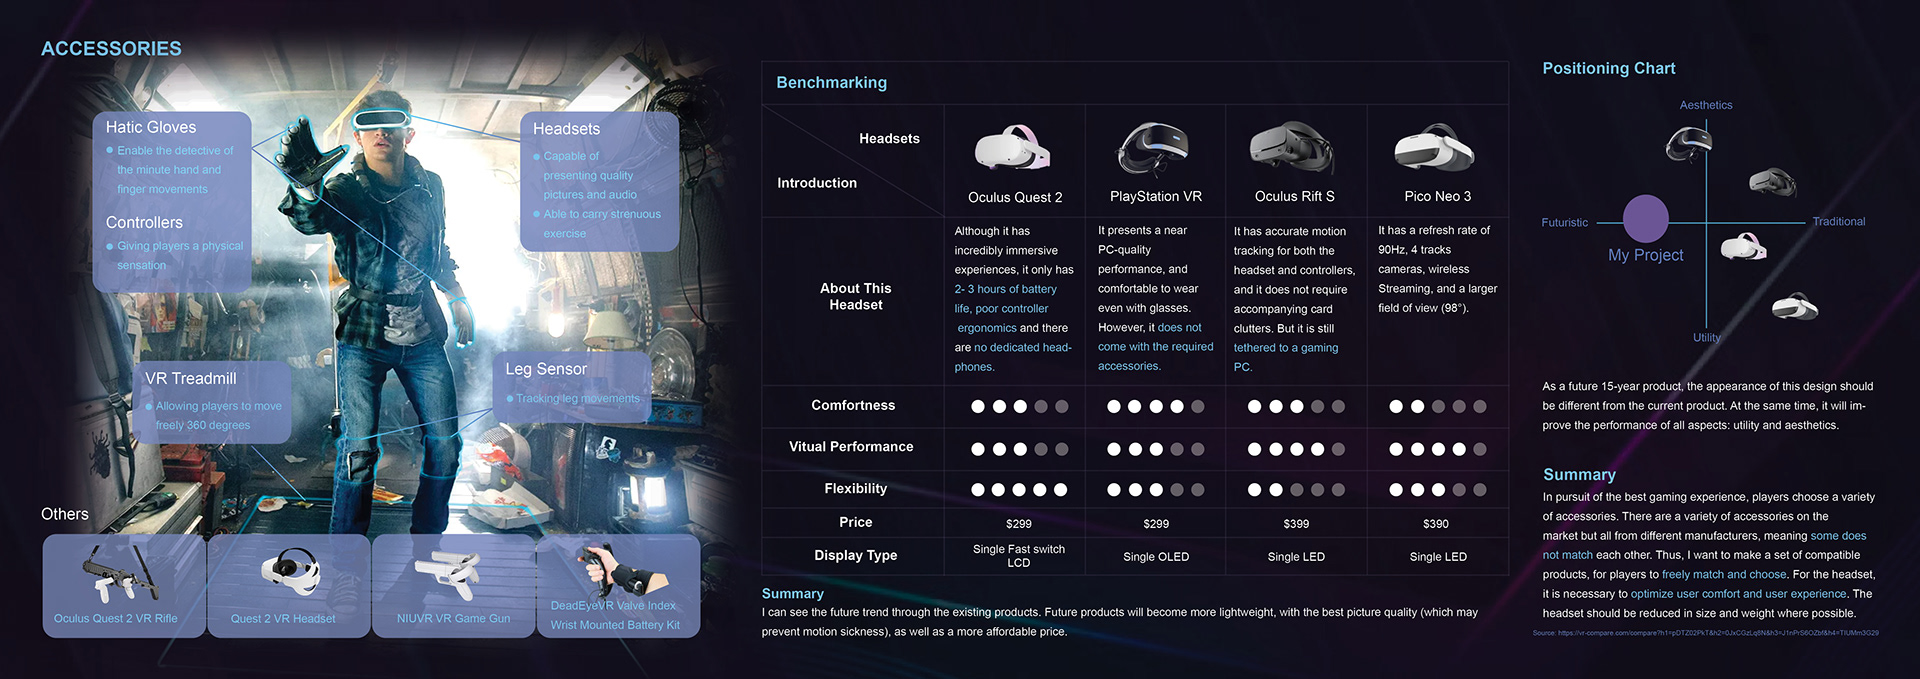 ACCESSORIES
Hatic Gloves
Enable the detective of
the minute hand and
finger movements
Controllers
Giving players a physical
sensation
Headsets
Capable of
presenting quality
pictures and audio
Able to carry strenuous
exercise
VR Treadmill
Allowing players to move
freely 360 degrees
Leg Sensor
Tracking leg movements
Others
Oculus Quest 2 VR Rifle
Quest 2 VR Headset
NIUVR VR Game Gun
DeadEyeVR Valve Index
Wrist Mounted Battery Kit
Benchmarking
Headsets
Introduction
Oculus Quest 2
PlayStation VR
Oculus Rift S
Pico Neo 3
About This
Headset
Although it has
incredibly immersive
experiences, it only has
2- 3 hours of battery
life, poor controller
ergonomics and there
are no dedicated head-
phones.
It presents a near
PC-quality
performance, and
comfortable to wear
even with glasses.
However, it does not
come with the required
accessories.
It has accurate motion
tracking for both the
headset and controllers,
and it does not require
accompanying card
clutters. But it is still
tethered to a gaming
PC.
It has a refresh rate of
90Hz, 4 tracks
cameras, wireless
Streaming, and a larger
field of view (98°).
Comfortness
Vitual Performance
Flexibility
Price
$299
$299
$399
$390
Display Type
Single Fast switch
LCD
Single OLED
Single LED
Single LED
Summary
I can see the future trend through the existing products. Future products will become more lightweight, with the best picture quality (which may
prevent motion sickness), as well as a more affordable price.
Positioning Chart
Aesthetics
Futuristic
Traditional
My Project
Utility
As a future 15-year product, the appearance of this design should
be different from the current product. At the same time, it will im-
prove the performance of all aspects: utility and aesthetics.
Summary
In pursuit of the best gaming experience, players choose a variety
of accessories. There are a variety of accessories on the
market but all from different manufacturers, meaning some does
not match each other. Thus, I want to make a set of compatible
products, for players to freely match and choose. For the headset,
it is necessary to optimize user comfort and user experience. The
headset should be reduced in size and weight where possible.
Source: https://vr-compare.com/compare?